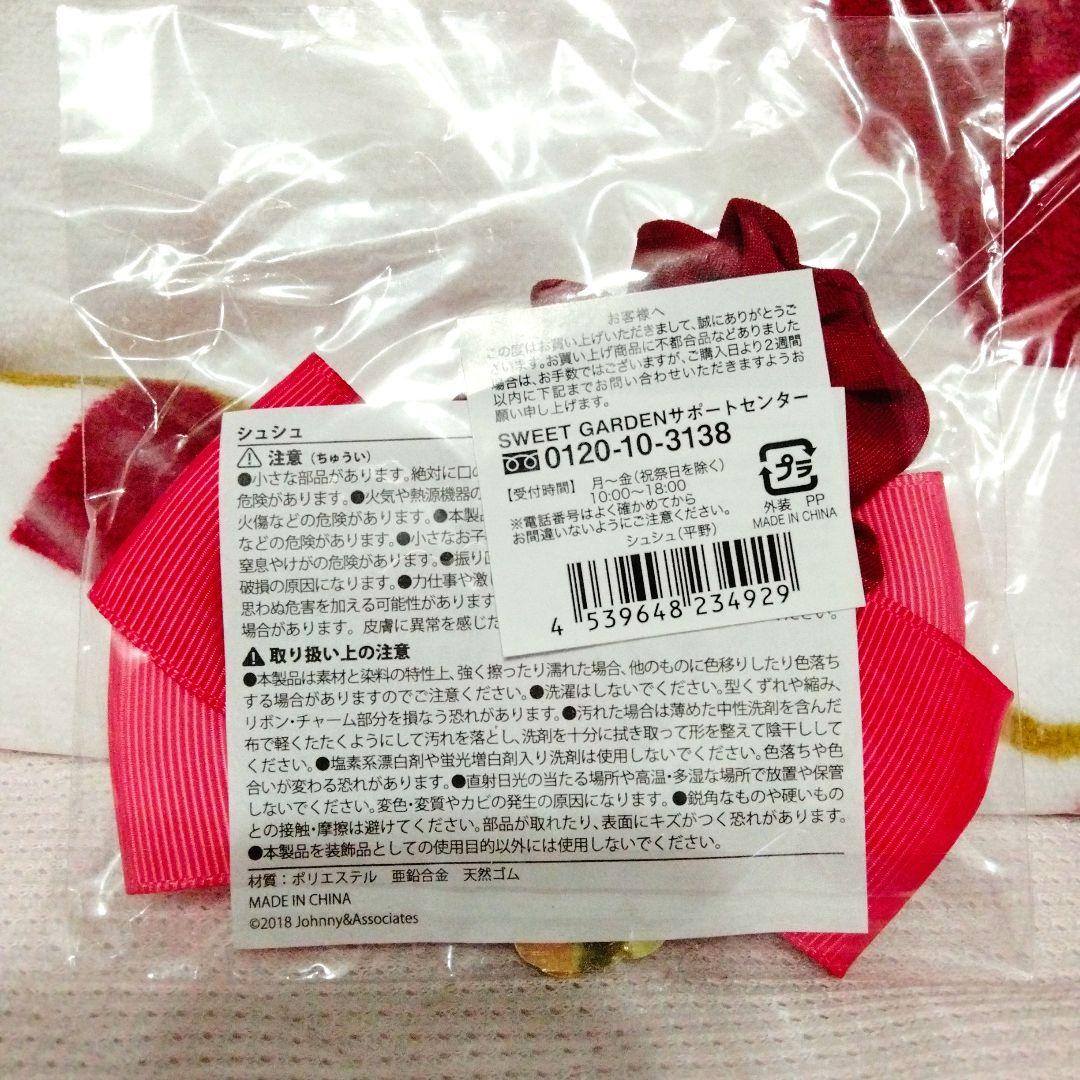 お客様へ
この度はお買い上げいただきまして、誠にありがとうご
ざいます。お買い上げ商品に不都合品などありました
場合は、お手数ではございますが、ご購入日より2週間
以内に下記までお問い合わせいただきますようお
願い申し上げます。
SWEET GARDENサポートセンター
0120-10-3138
【受付時間】 月〜金(祝祭日を除く)
10:00〜18:00
※電話番号はよく確かめてから
お間違いないようにご注意ください。
シュシュ(平野)
プラ
外装 PP
MADE IN CHINA
4 539648 234929
シュシュ
注意(ちゅうい)
●小さな部品があります。絶対に口の
危険があります。●火気や熱源機器の
火傷などの危険があります。●本製品
などの危険があります。●小さなお子
窒息やけがの危険があります。●振り回
破損の原因になります。●力仕事や激し
思わぬ危害を加える可能性があります
場合があります。皮膚に異常を感じた
ください。
取り扱い上の注意
●本製品は素材と染料の特性上、強く擦ったり濡れた場合、他のものに色移りしたり色落ち
する場合がありますのでご注意ください。●洗濯はしないでください。型くずれや縮み、
リボン・チャーム部分を損なう恐れがあります。●汚れた場合は薄めた中性洗剤を含んだ
布で軽くたたくようにして汚れを落とし、洗剤を十分に拭き取って形を整えて陰干しして
ください。●塩素系漂白剤や蛍光増白剤入り洗剤は使用しないでください。色落ちや色
合いが変わる恐れがあります。●直射日光の当たる場所や高温・多湿な場所で放置や保管
しないでください。変色・変質やカビの発生の原因になります。●鋭角なものや硬いもの
との接触・摩擦は避けてください。部品が取れたり、表面にキズがつく恐れがあります。
●本製品を装飾品としての使用目的以外には使用しないでください。
材質:ポリエステル 亜鉛合金 天然ゴム
MADE IN CHINA
©2018 Johnny&Associates